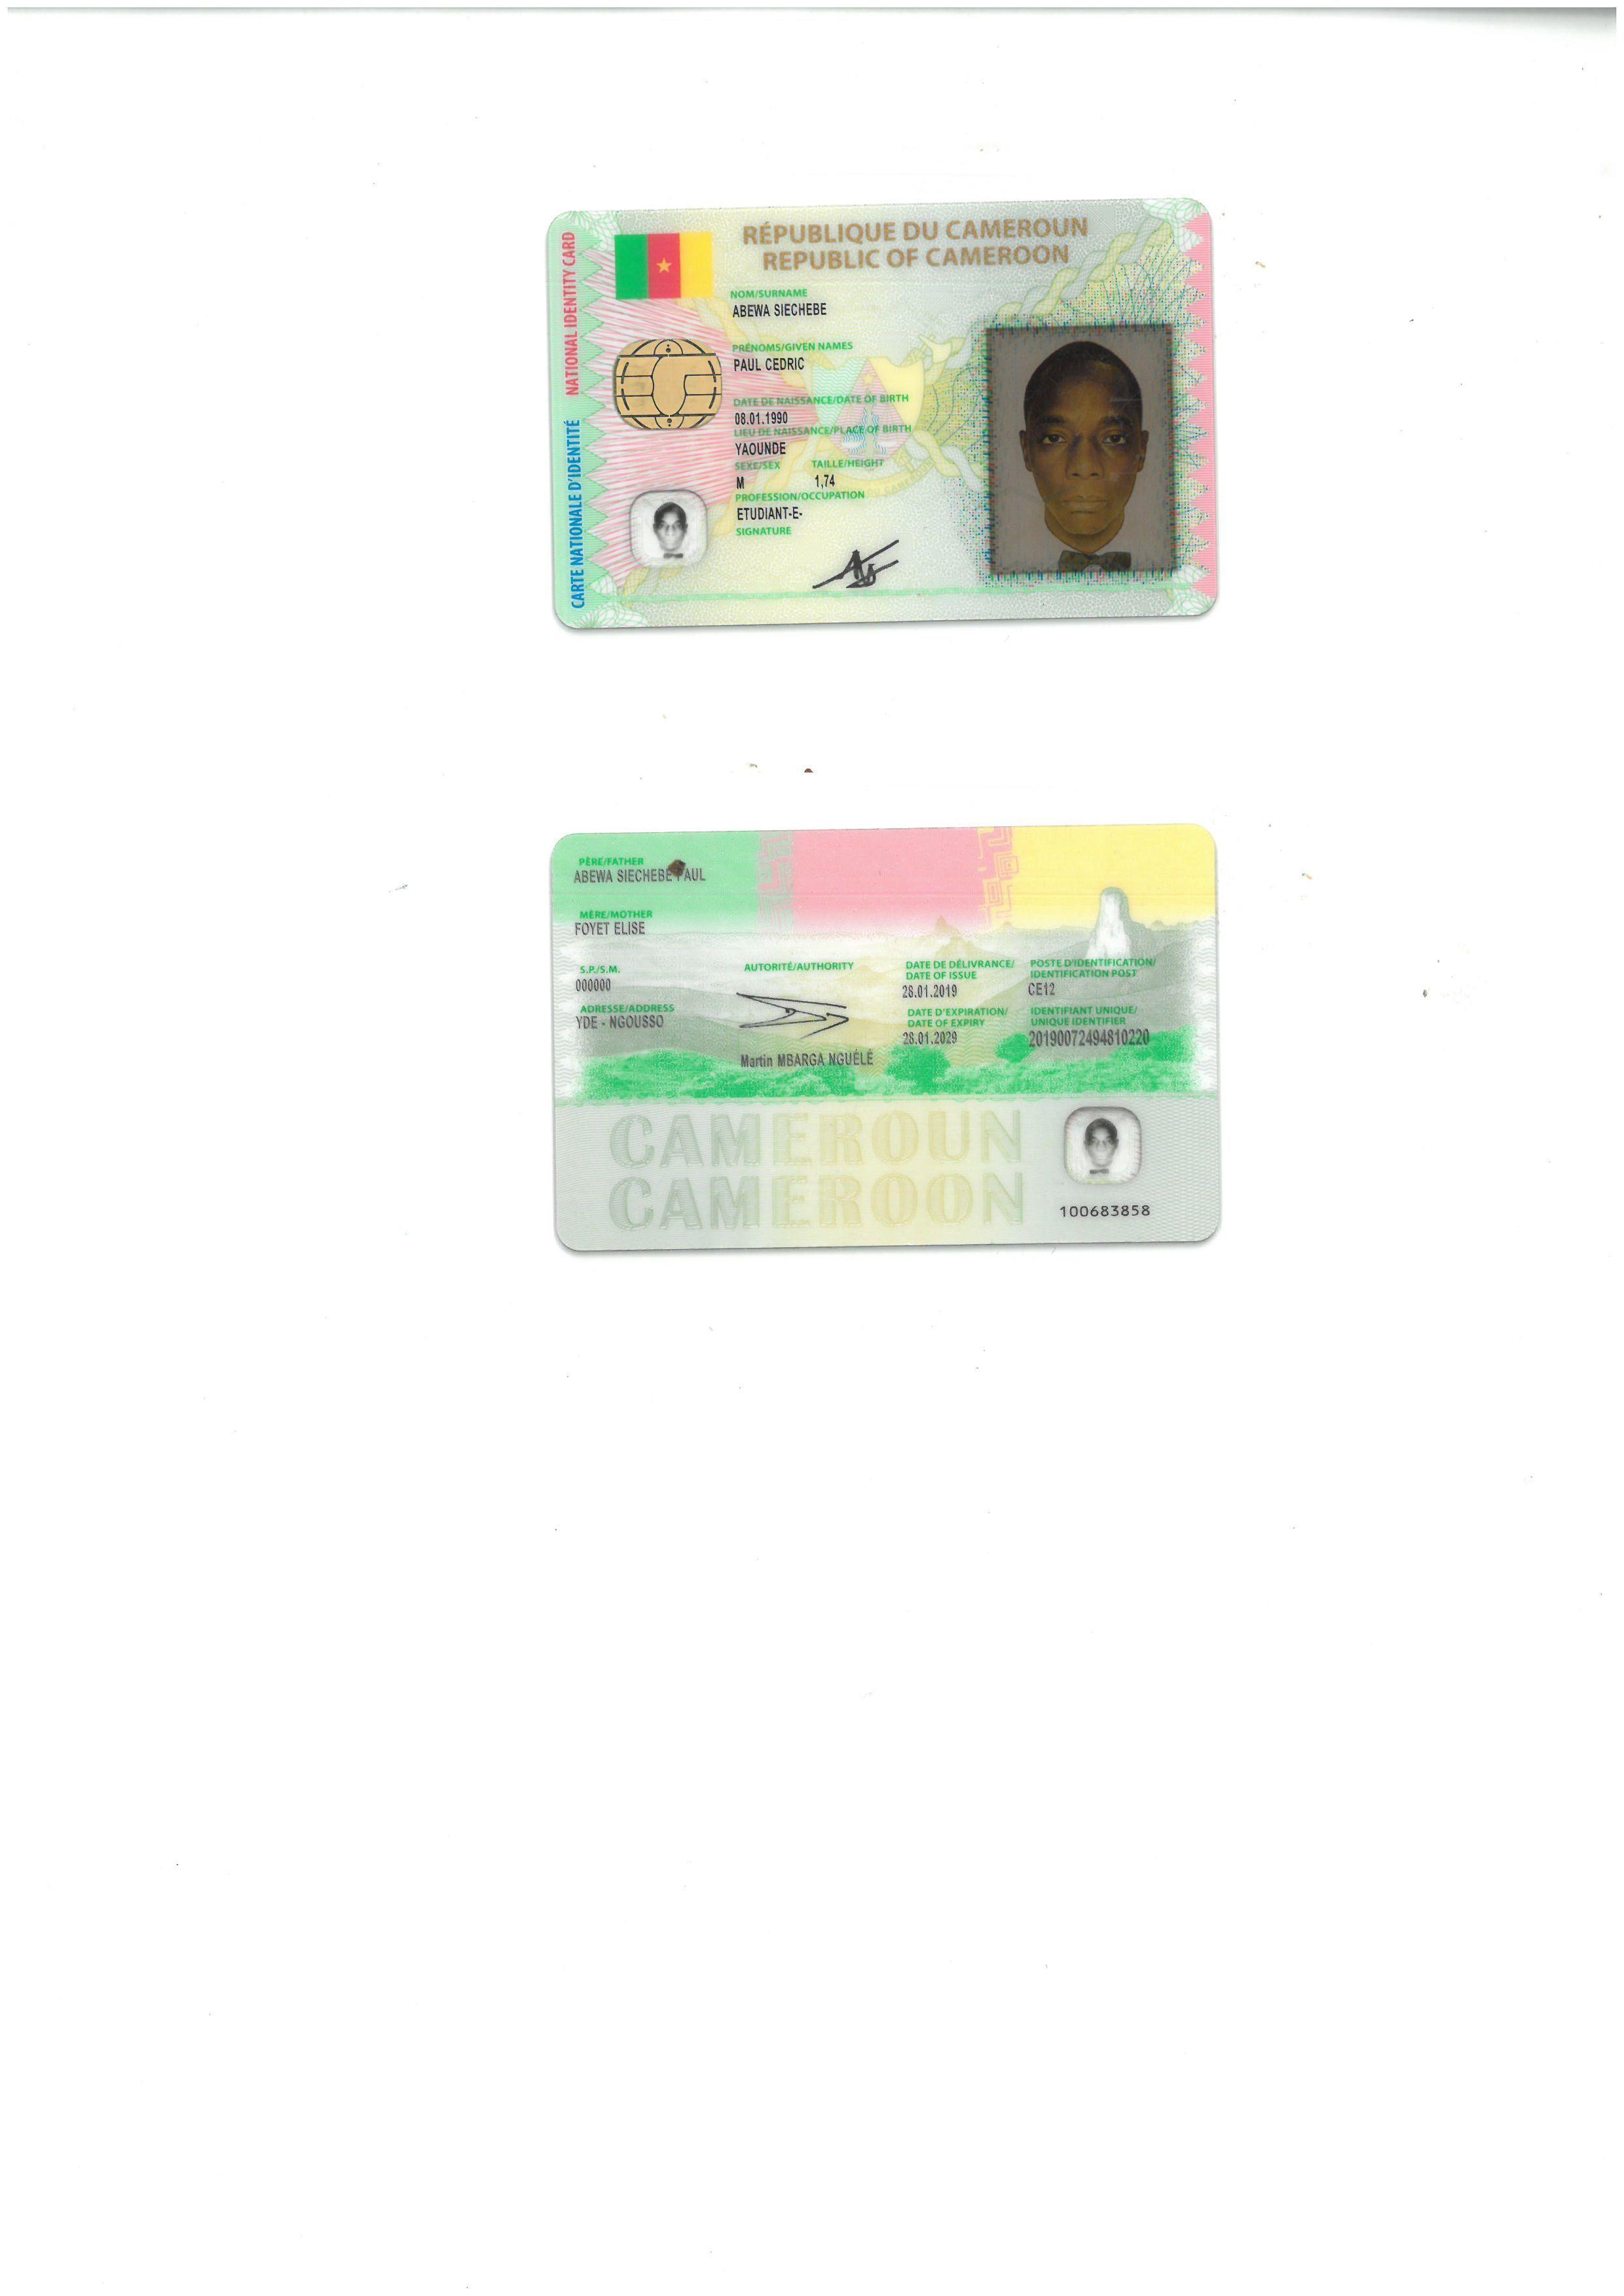 RÉPUBLIQUE DU CAMEROUN
REPUBLIC OF CAMEROON
CARTE NATIONALE D'IDENTITÉ NATIONAL IDENTITY CARD
NOM/SURNAME
ABEWA SIECHEBE
PRÉNOMS/GIVEN NAMES
PAUL CEDRIC
DATE DE NAISSANCE/DATE OF BIRTH
08.01.1990
LIEU DE NAISSANCE/PLACE OF BIRTH
YAOUNDE
SEXE/SEX TAILLE/HEIGHT
M 1,74
PROFESSION/OCCUPATION
ETUDIANT-E-
SIGNATURE
PÈRE/FATHER
ABEWA SIECHEBE PAUL
MÈRE/MOTHER
FOYET ELISE
S.P./S.M.
000000
ADRESSE/ADDRESS
YDE - NGOUSSO
AUTORITÉ/AUTHORITY
Martin MBARGA NGUÉLÉ
DATE DE DÉLIVRANCE/
DATE OF ISSUE
28.01.2019
DATE D'EXPIRATION/
DATE OF EXPIRY
28.01.2029
POSTE D'IDENTIFICATION/
IDENTIFICATION POST
CE12
IDENTIFIANT UNIQUE/
UNIQUE IDENTIFIER
20190072494810220
CAMEROUN
CAMEROON
100683858